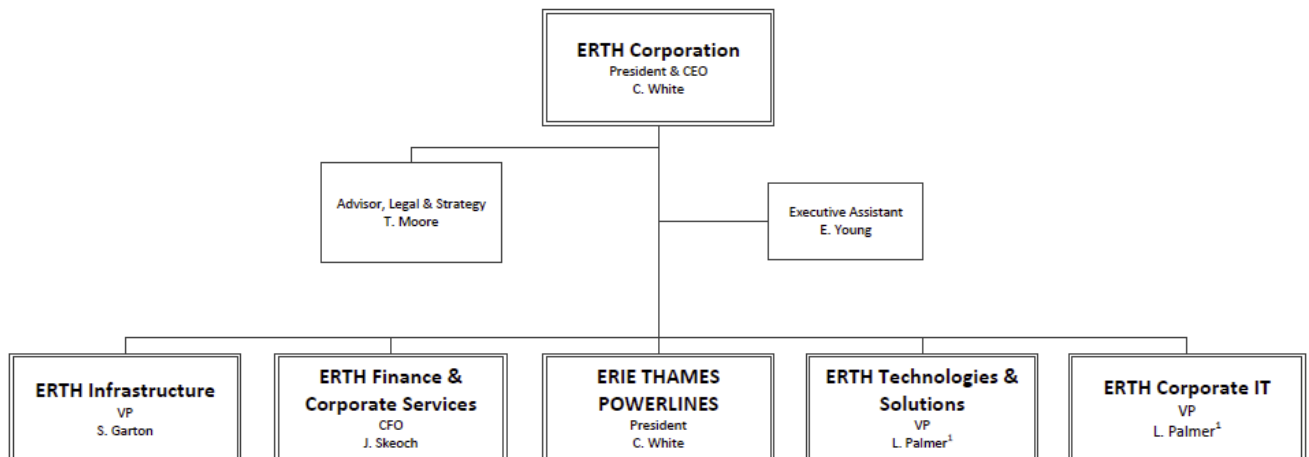 ERTH Corporation
President & CEO
C. White
Advisor, Legal & Strategy
T. Moore
Executive Assistant
E. Young
ERTH Infrastructure
VP
S. Garton
ERTH Finance &
Corporate Services
CFO
J. Skeoch
ERIE THAMES
POWERLINES
President
C. White
ERTH Technologies &
Solutions
VP
L. Palmer¹
ERTH Corporate IT
VP
L. Palmer¹